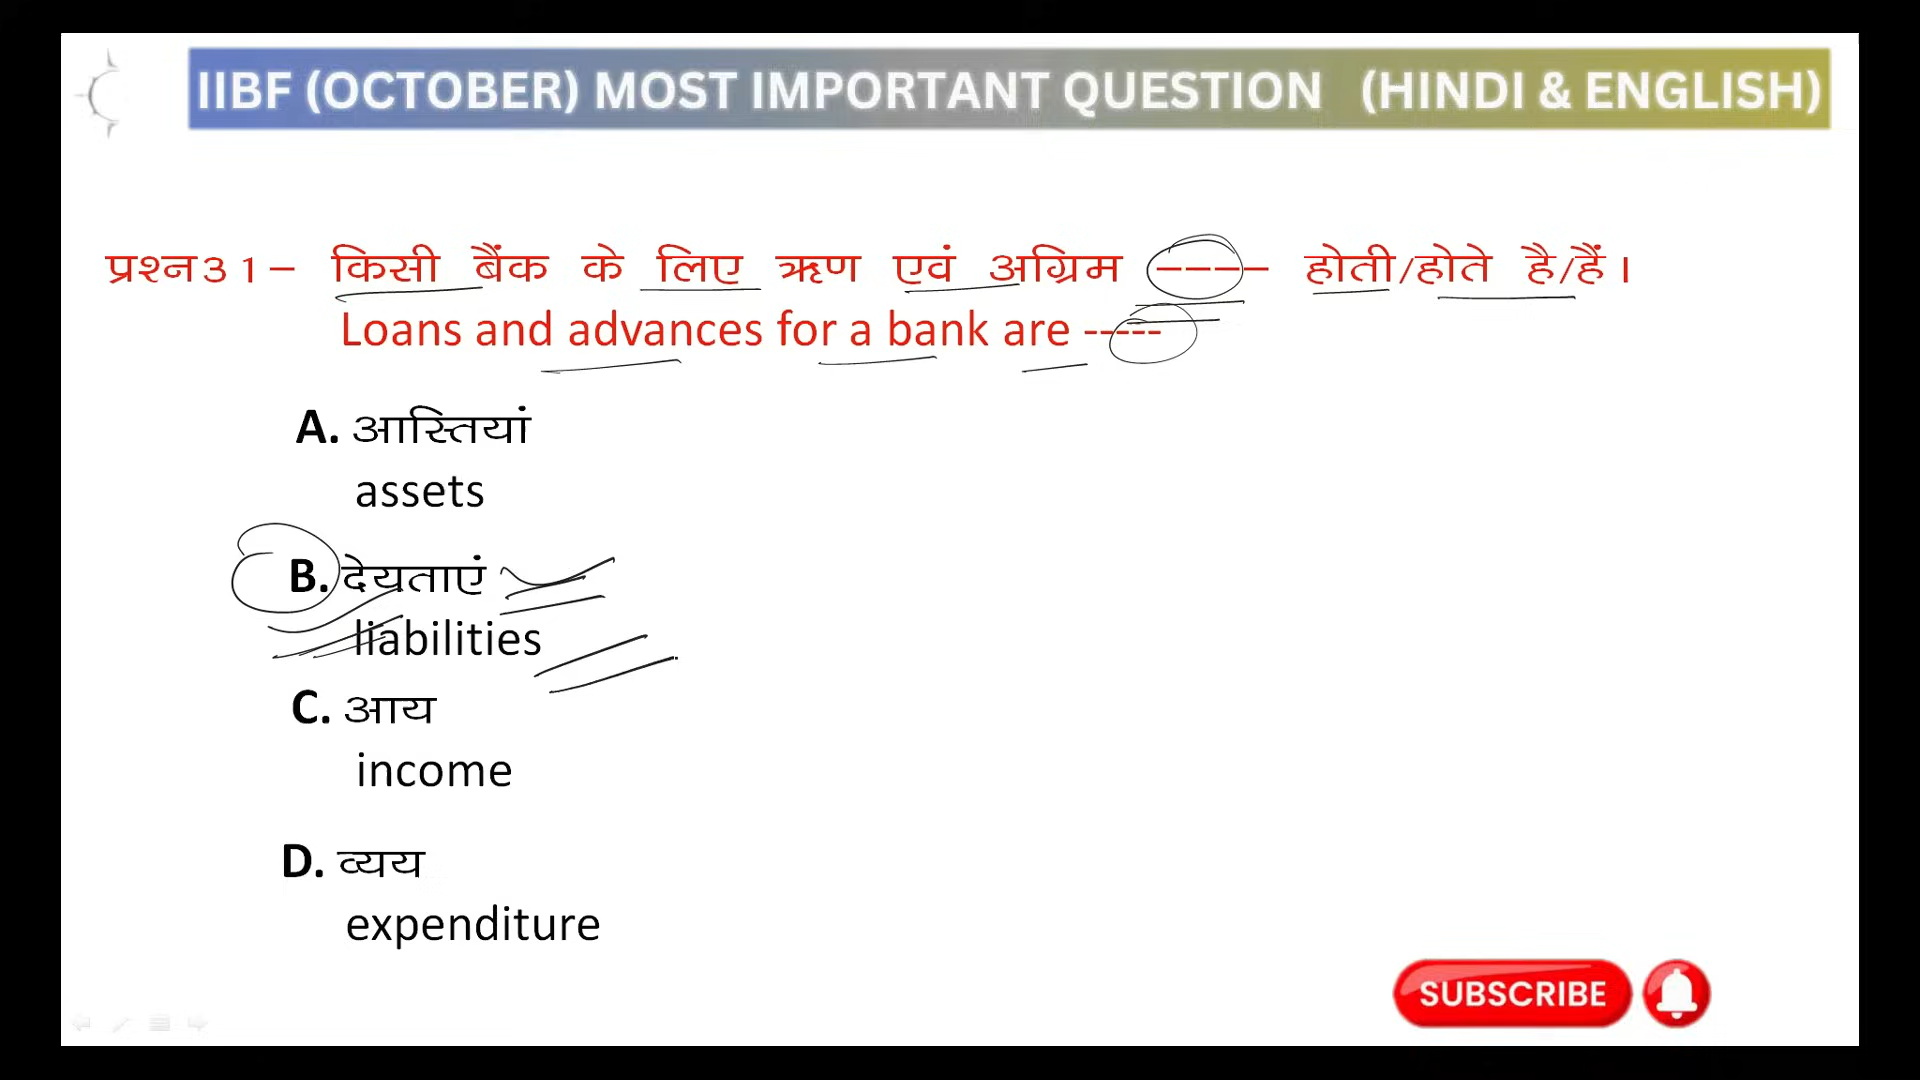 IIBF (OCTOBER) MOST IMPORTANT QUESTION (HINDI & ENGLISH)
प्रश्न31– किसी बैंक के लिए ऋण एवं अग्रिम ---- होती/होते है/हैं।
Loans and advances for a bank are -----
A. आस्तियां
assets
B. देयताएं
liabilities
C. आय
income
D. व्यय
expenditure
SUBSCRIBE